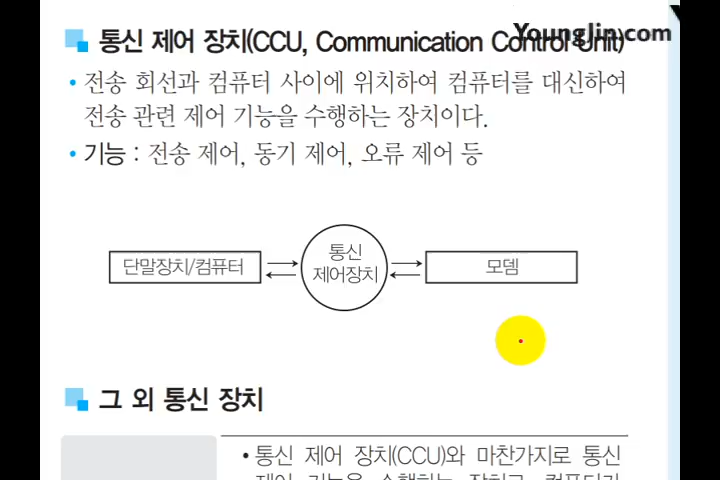 YoungJin.com
통신 제어 장치(CCU, Communication Control Unit)
• 전송 회선과 컴퓨터 사이에 위치하여 컴퓨터를 대신하여
전송 관련 제어 기능을 수행하는 장치이다.
• 기능 : 전송 제어, 동기 제어, 오류 제어 등
단말장치/컴퓨터
통신
제어장치
모뎀
그 외 통신 장치
• 통신 제어 장치(CCU)와 마찬가지로 통신